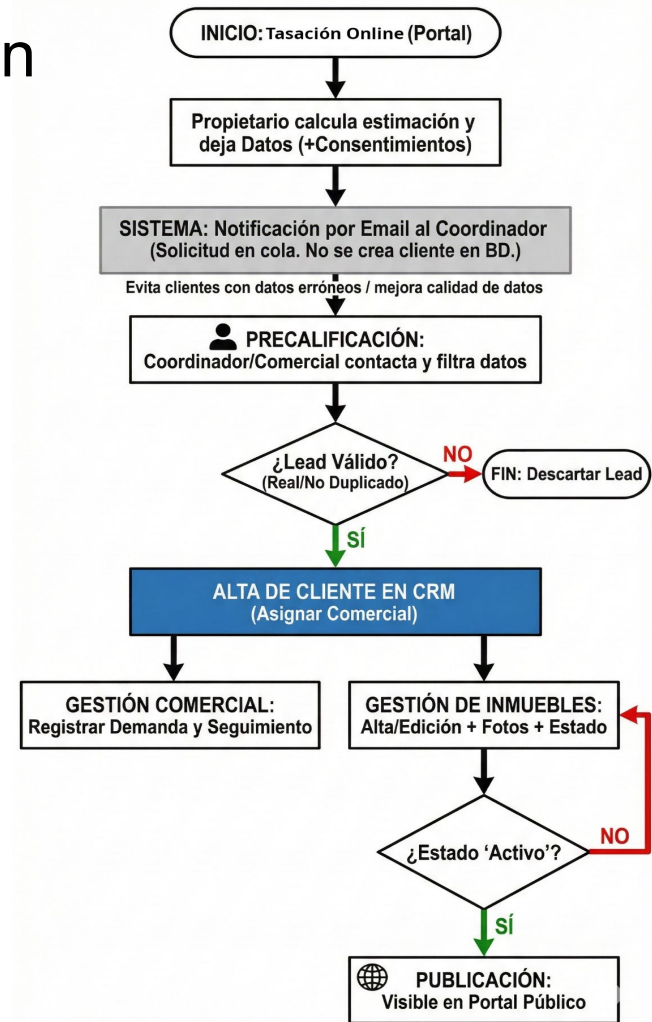 n
INICIO: Tasación Online (Portal)
Propietario calcula estimación y
deja Datos (+Consentimientos)
SISTEMA: Notificación por Email al Coordinador
(Solicitud en cola. No se crea cliente en BD.)
Evita clientes con datos erróneos / mejora calidad de datos
PRECALIFICACIÓN:
Coordinador/Comercial contacta y filtra datos
¿Lead Válido?
(Real/No Duplicado)
NO
FIN: Descartar Lead
SÍ
ALTA DE CLIENTE EN CRM
(Asignar Comercial)
GESTIÓN COMERCIAL:
Registrar Demanda y Seguimiento
GESTIÓN DE INMUEBLES:
Alta/Edición + Fotos + Estado
¿Estado ‘Activo’?
NO
SÍ
PUBLICACIÓN:
Visible en Portal Público